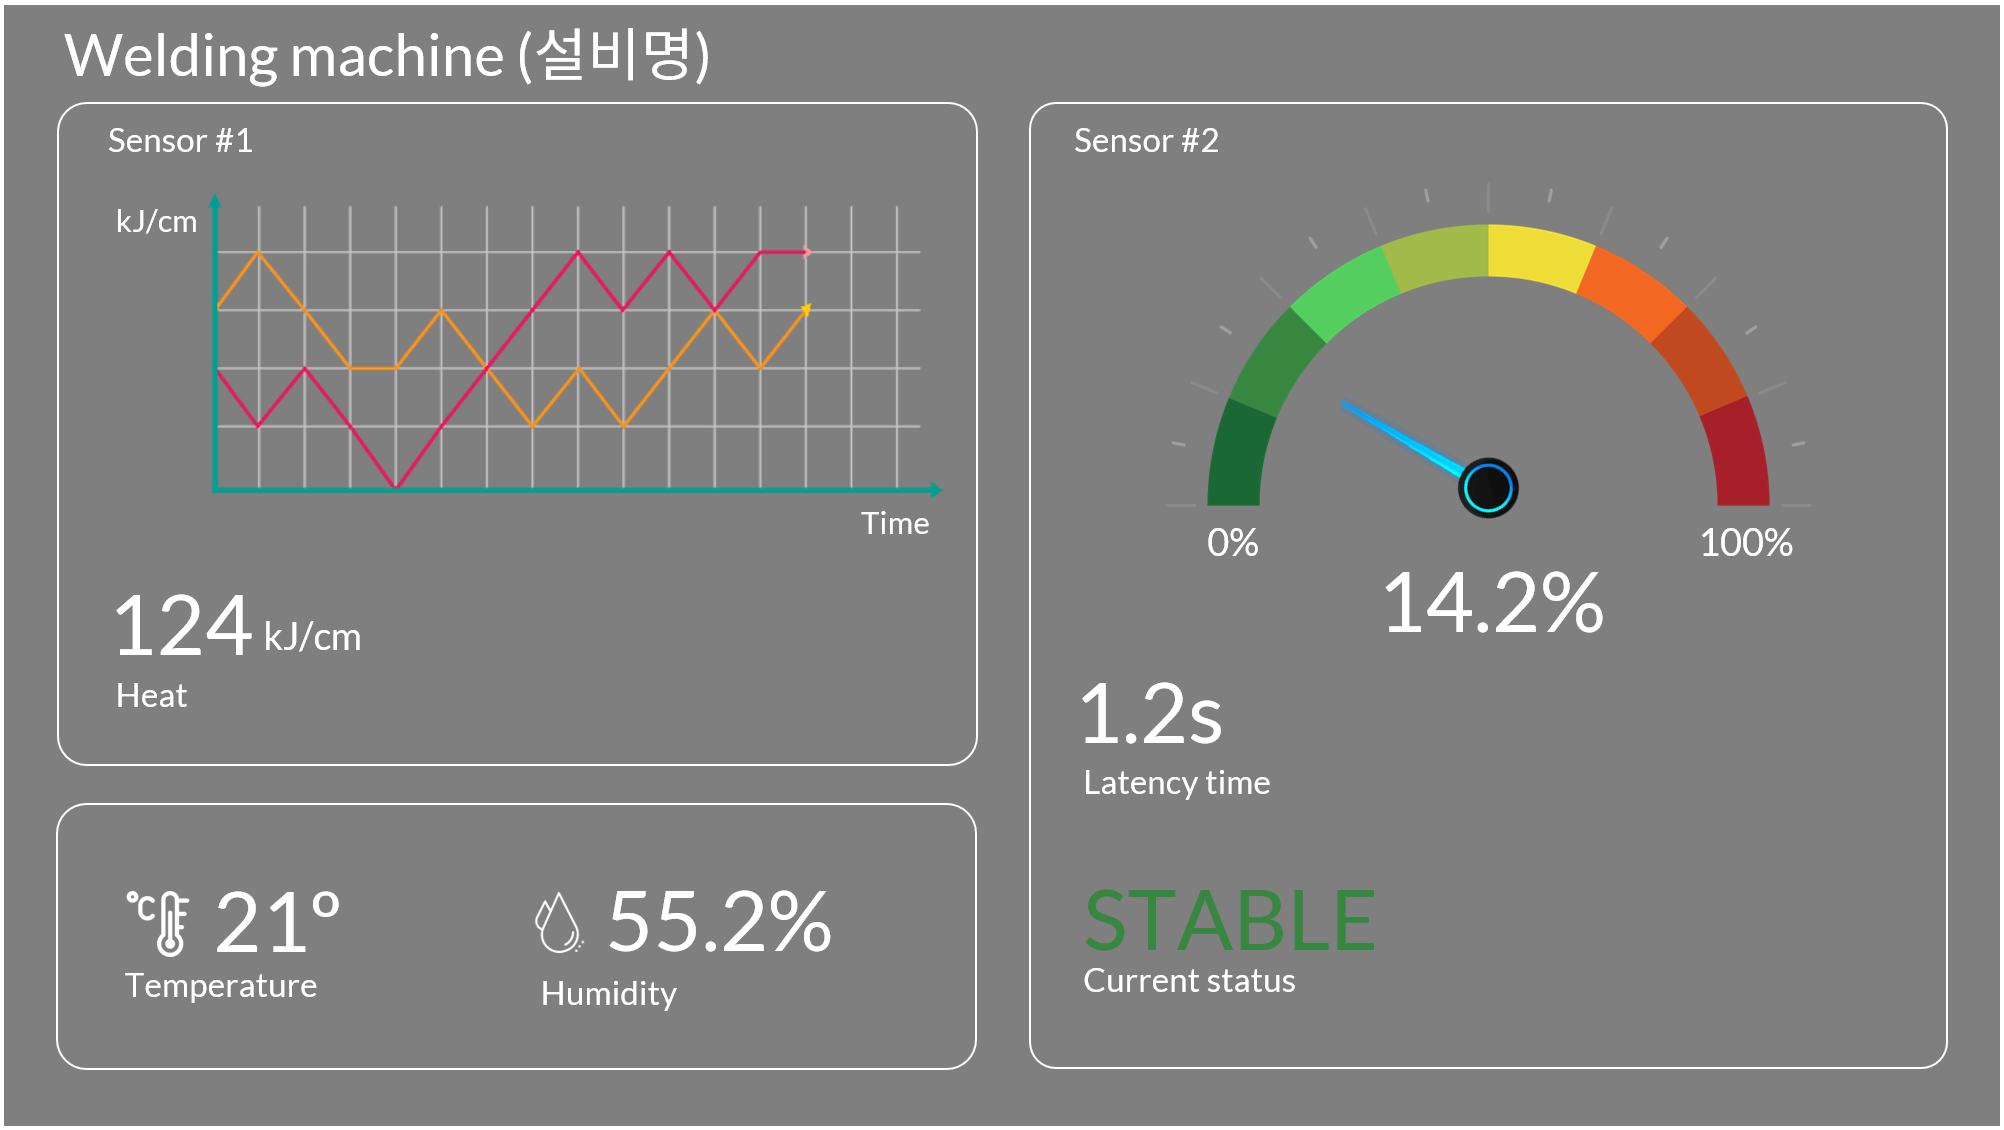 Welding machine (설비명)
Sensor #1
kJ/cm
Time
124 kJ/cm
Heat
°C 21°
Temperature
55.2%
Humidity
Sensor #2
0%
100%
14.2%
1.2s
Latency time
STABLE
Current status